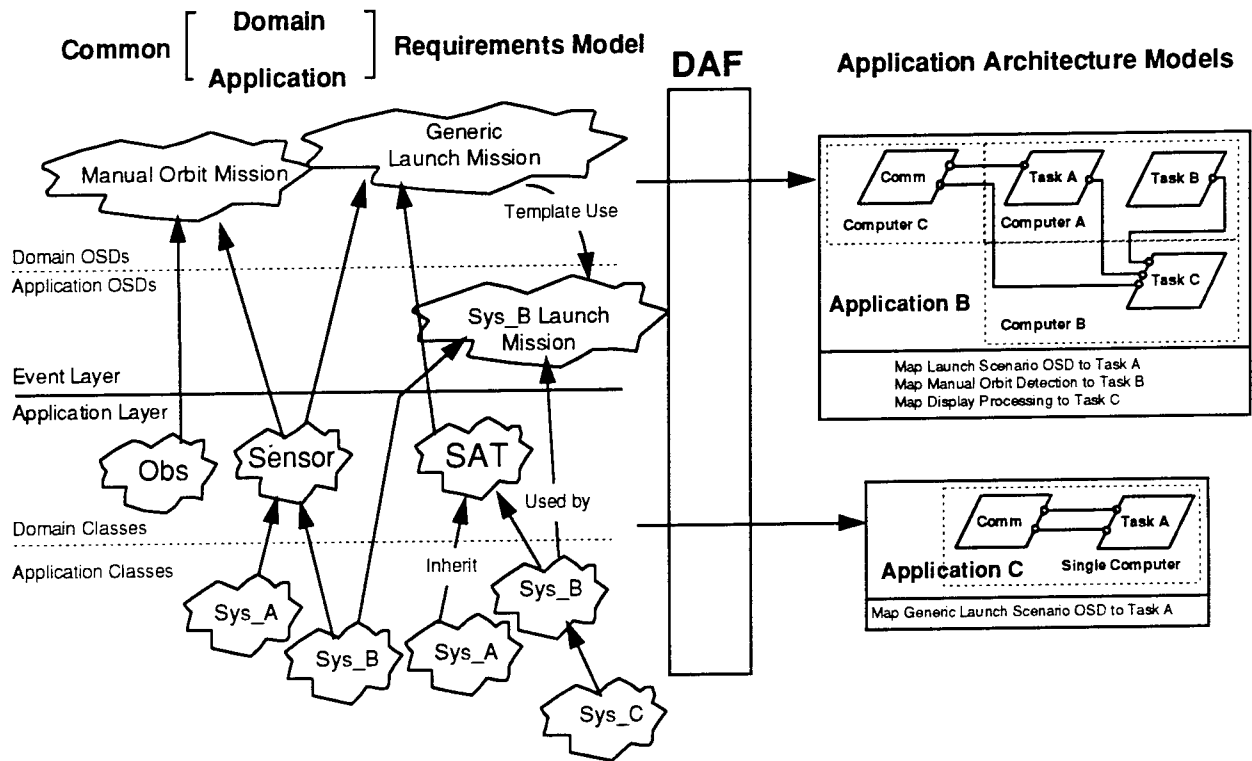 Common
Domain
Application
Requirements Model
DAF
Application Architecture Models
Manual Orbit Mission
Generic
Launch Mission
Template Use
Domain OSDs
Application OSDs
Sys_B Launch
Mission
Event Layer
Application Layer
Obs
Sensor
SAT
Used by
Domain Classes
Application Classes
Inherit
Sys_A
Sys_B
Sys_A
Sys_B
Sys_C
Comm
Task A
Task B
Computer C
Computer A
Task C
Application B
Computer B
Map Launch Scenario OSD to Task A
Map Manual Orbit Detection to Task B
Map Display Processing to Task C
Comm
Task A
Application C
Single Computer
Map Generic Launch Scenario OSD to Task A